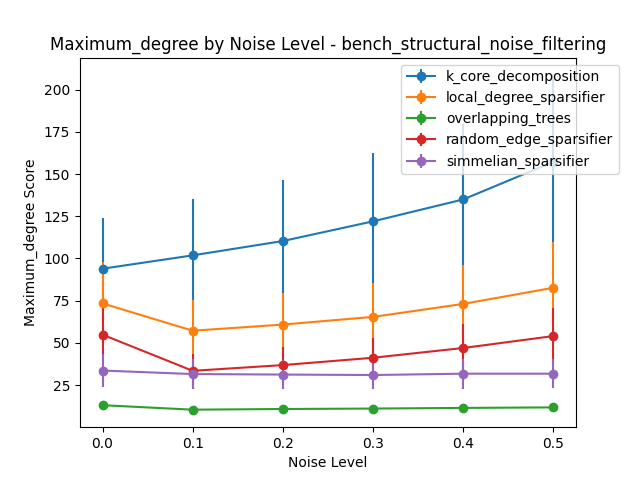 Maximum_degree by Noise Level - bench_structural_noise_filtering
k_core_decomposition
local_degree_sparsifier
overlapping_trees
random_edge_sparsifier
simmelian_sparsifier
Maximum_degree Score
200
175
150
125
100
75
50
25
0.0 0.1 0.2 0.3 0.4 0.5
Noise Level